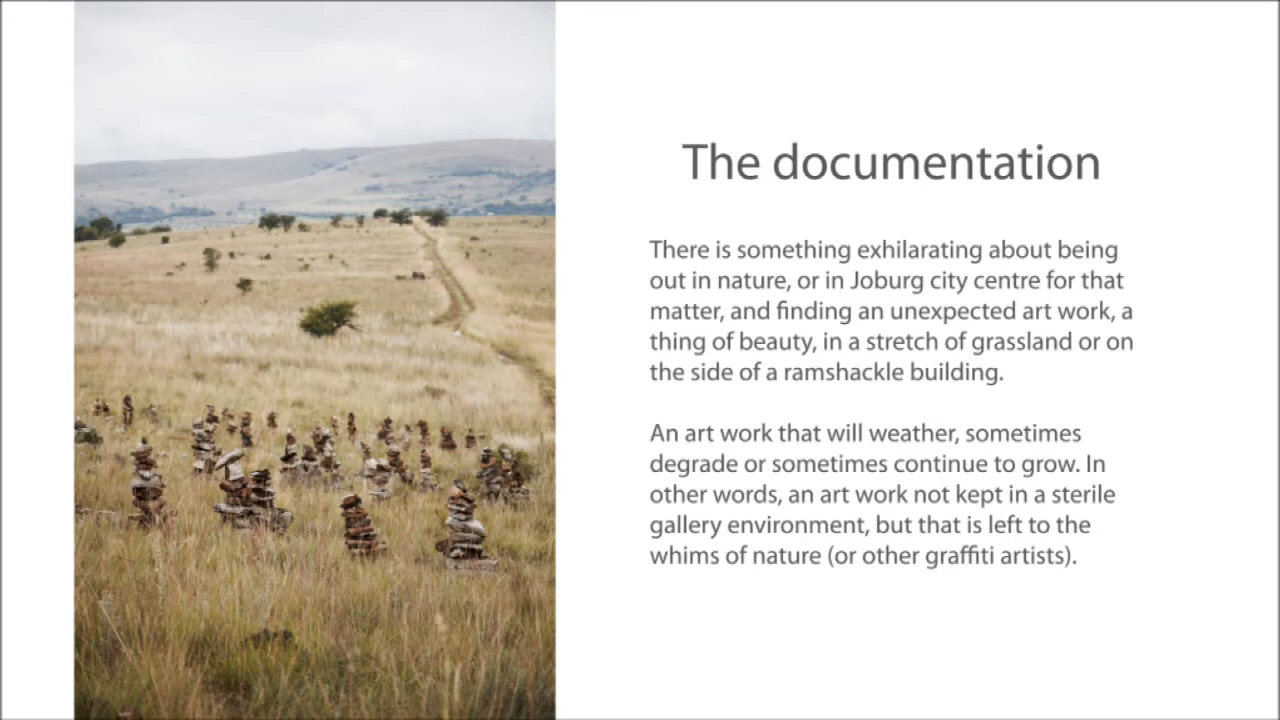 The documentation
There is something exhilarating about being
out in nature, or in Joburg city centre for that
matter, and finding an unexpected art work, a
thing of beauty, in a stretch of grassland or on
the side of a ramshackle building.
An art work that will weather, sometimes
degrade or sometimes continue to grow. In
other words, an art work not kept in a sterile
gallery environment, but that is left to the
whims of nature (or other graffiti artists).